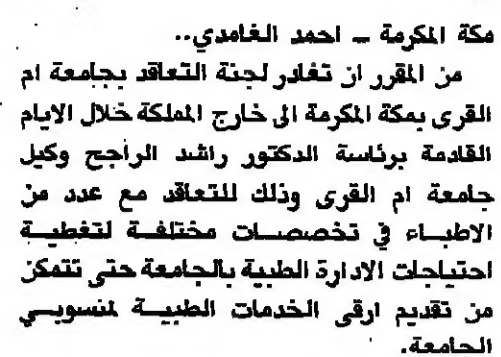 مكة المكرمة ــ احمد الغامدي..
من المقرر ان تغادر لجنة التعاقد بجامعة ام
القرى بمكة المكرمة الى خارج المملكة خلال الايام
القادمة برئاسة الدكتور راشد الراجح وكيل
جامعة ام القرى وذلك للتعاقد مع عدد من
الاطباء في تخصصات مختلفة لتغطية
احتياجات الادارة الطبية بالجامعة حتى تتمكن
من تقديم ارقى الخدمات الطبية لمنسوبي
الجامعة.